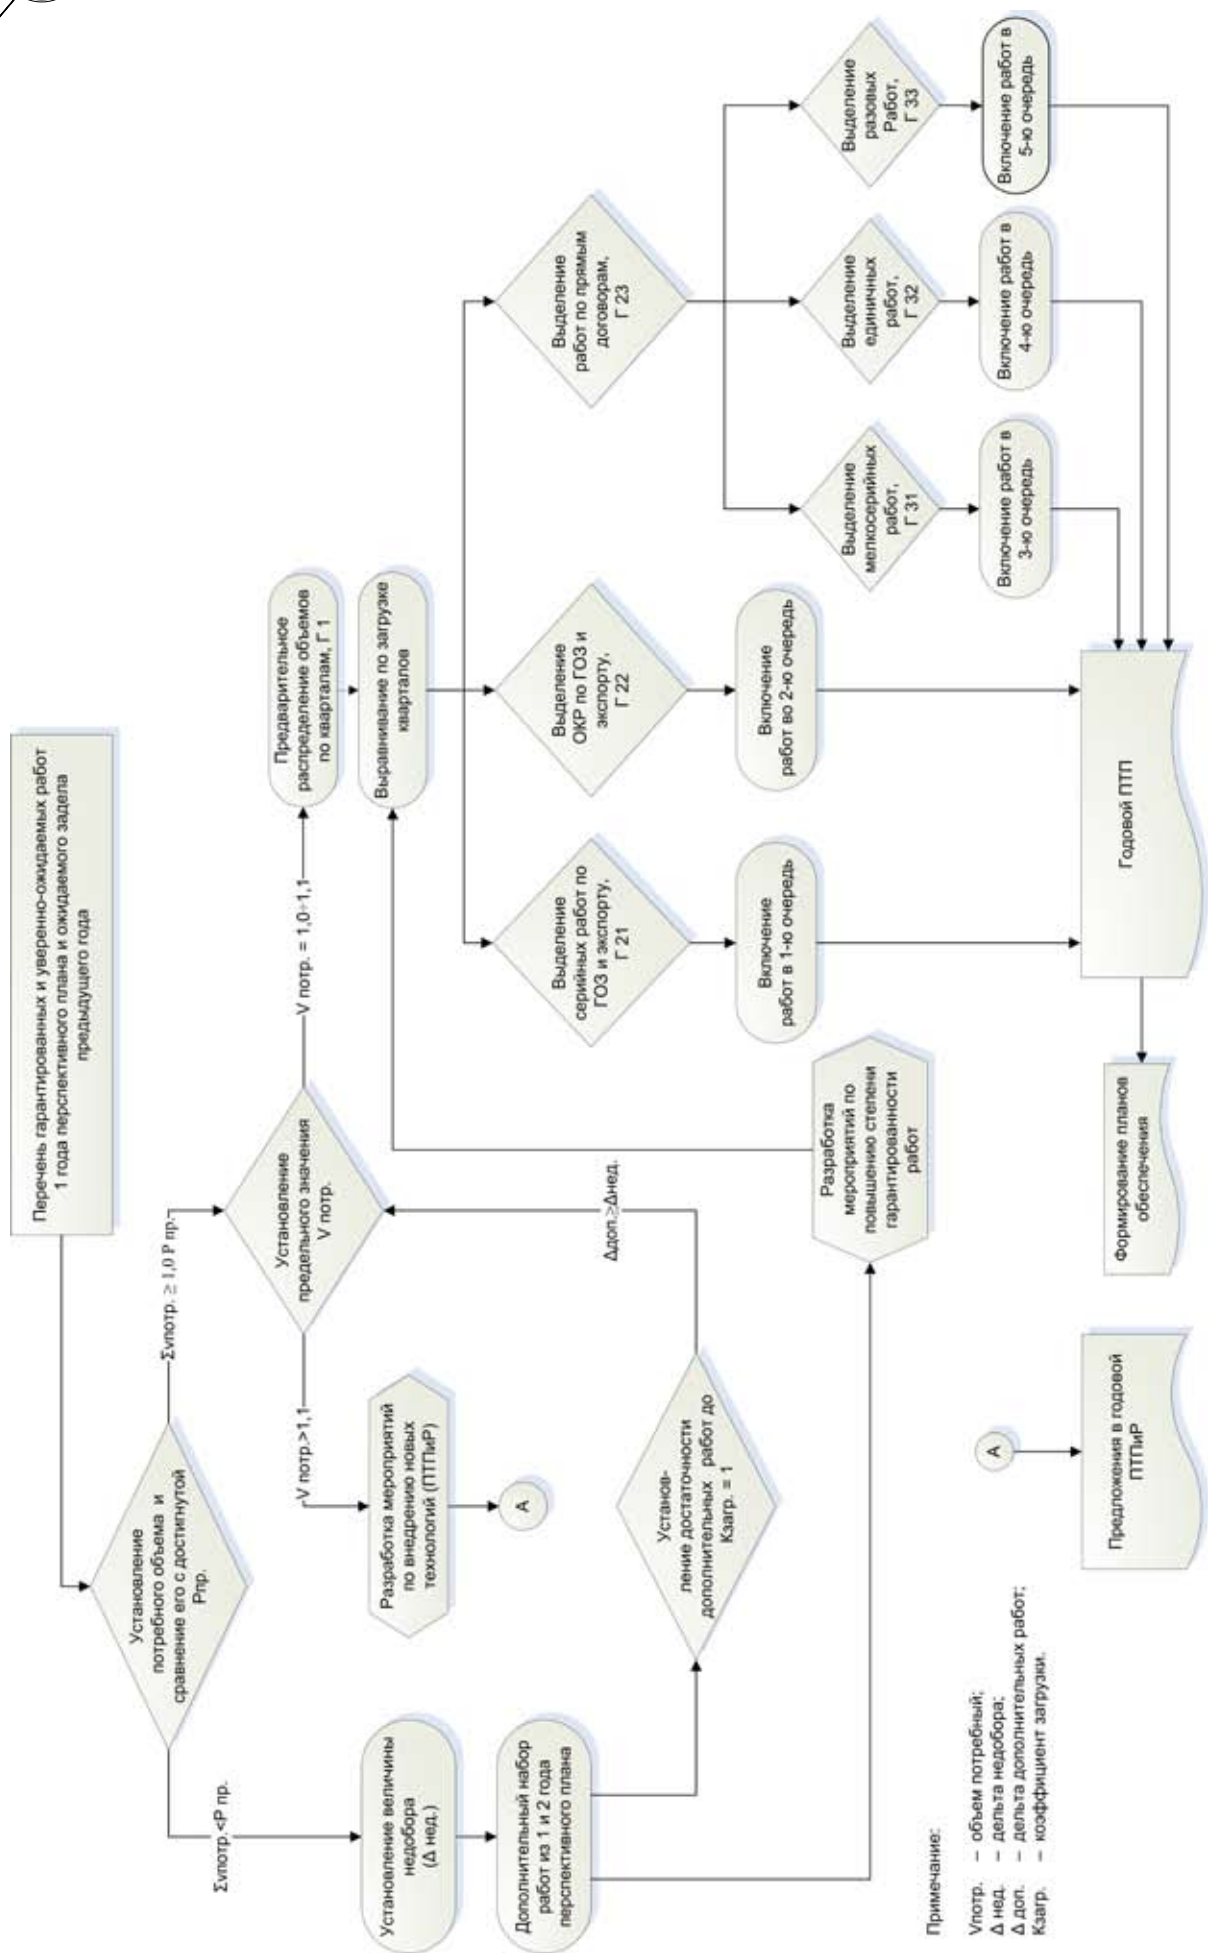 Перечень гарантированных и уверенно-ожидаемых работ
1 года перспективного плана и ожидаемого задела
предыдущего года
Установление
потребного объема и
сравнение его с достигнутой
Рпр.
Σνпотр. ≥ 1,0 Р пр.
Σνпотр.<Р пр.
Установление
предельного значения
V потр.
V потр. = 1,0÷1,1
V потр.>1,1
Предварительное
распределение объемов
по кварталам, Г 1
Выравнивание по загрузке
кварталов
Разработка мероприятий
по внедрению новых
технологий (ПТПиР)
А
Установление величины
недобора
(Δ нед.)
Дополнительный набор
работ из 1 и 2 года
перспективного плана
Установ-
ление достаточности
дополнительных работ до
Кзагр. = 1
Δдоп.≥Δнед.
Разработка
мероприятий по
повышению степени
гарантированности
работ
Выделение
серийных работ по
ГОЗ и экспорту,
Г 21
Выделение
ОКР по ГОЗ и
экспорту,
Г 22
Выделение
работ по прямым
договорам,
Г 23
Включение
работ в 1-ю очередь
Включение
работ во 2-ю очередь
Выделение
мелкосерийных
работ,
Г 31
Выделение
единичных
работ,
Г 32
Выделение
разовых
Работ,
Г 33
Включение работ в
3-ю очередь
Включение работ в
4-ю очередь
Включение работ в
5-ю очередь
Годовой ПТП
Формирование планов
обеспечения
А
Предложения в годовой
ПТПиР
Примечание:
Vпотр. – объем потребный;
Δ нед. – дельта недобора;
Δ доп. – дельта дополнительных работ;
Кзагр. – коэффициент загрузки.